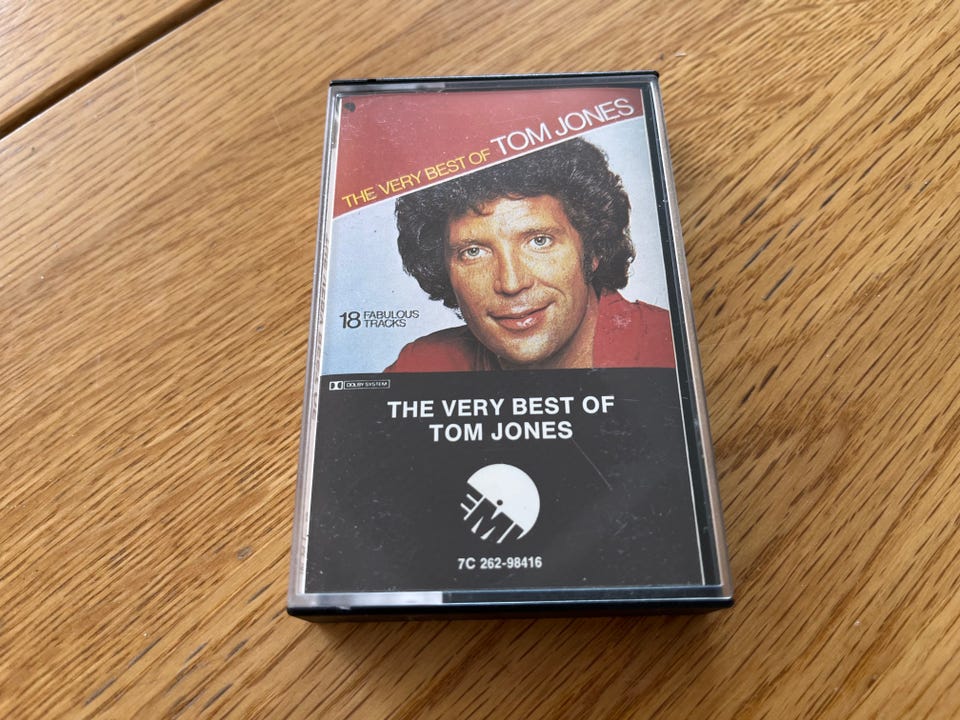 THE VERY BEST OF TOM JONES
18 FABULOUS
TRACKS
DOLBY SYSTEM
THE VERY BEST OF
TOM JONES
EMI
7C 262-98416